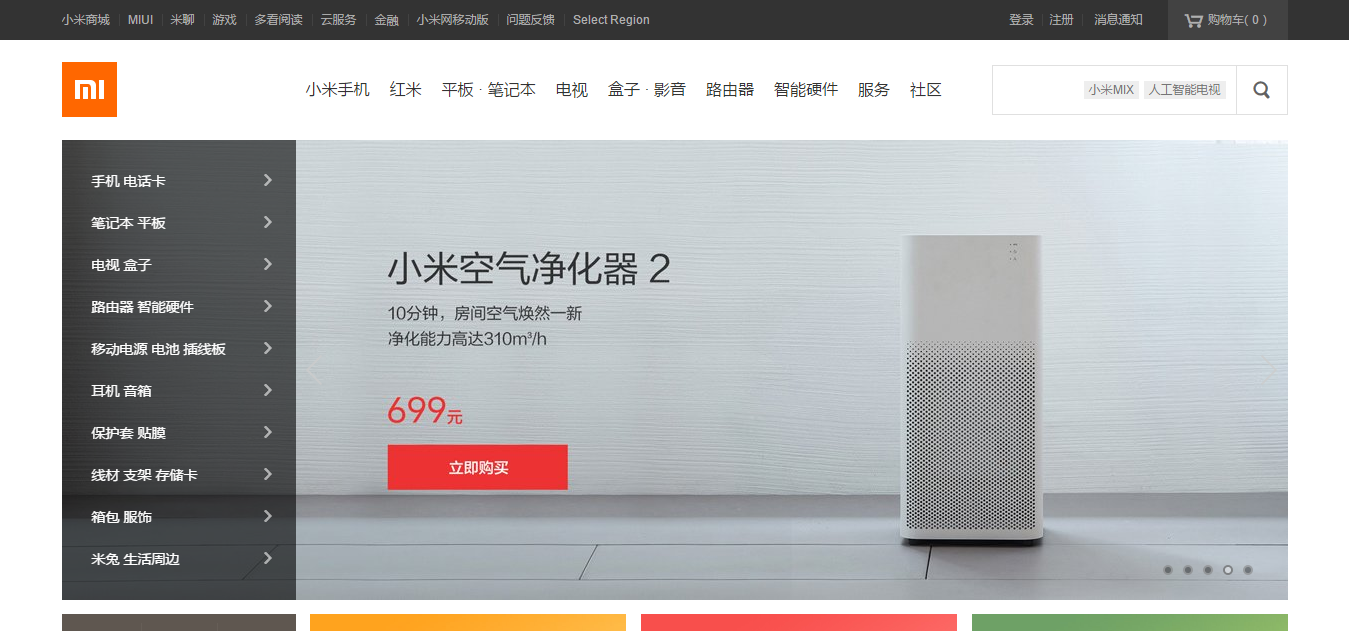 小米商城 MIUI 米聊 游戏 多看阅读 云服务 金融 小米网移动版 问题反馈 Select Region 登录 注册 消息通知 购物车( 0 )
mi 小米手机 红米 平板 · 笔记本 电视 盒子 · 影音 路由器 智能硬件 服务 社区 小米MIX 人工智能电视
手机 电话卡
笔记本 平板
电视 盒子
路由器 智能硬件
移动电源 电池 插线板
耳机 音箱
保护套 贴膜
线材 支架 存储卡
箱包 服饰
米兔 生活周边
小米空气净化器 2
10分钟，房间空气焕然一新
净化能力高达310m³/h
699元
立即购买